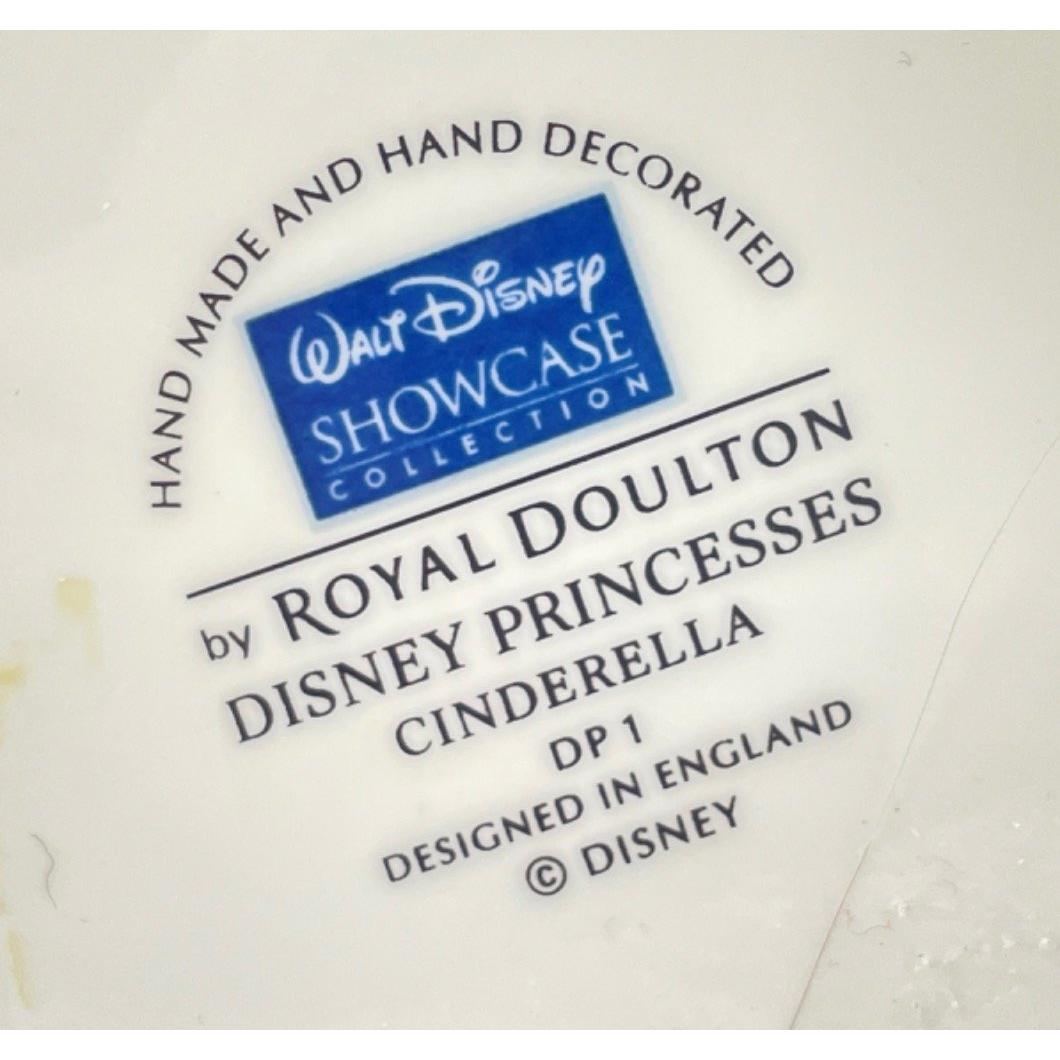 HAND MADE AND HAND DECORATED
WALT DISNEY
SHOWCASE
COLLECTION
by ROYAL DOULTON
DISNEY PRINCESSES
CINDERELLA
DP 1
DESIGNED IN ENGLAND
© DISNEY